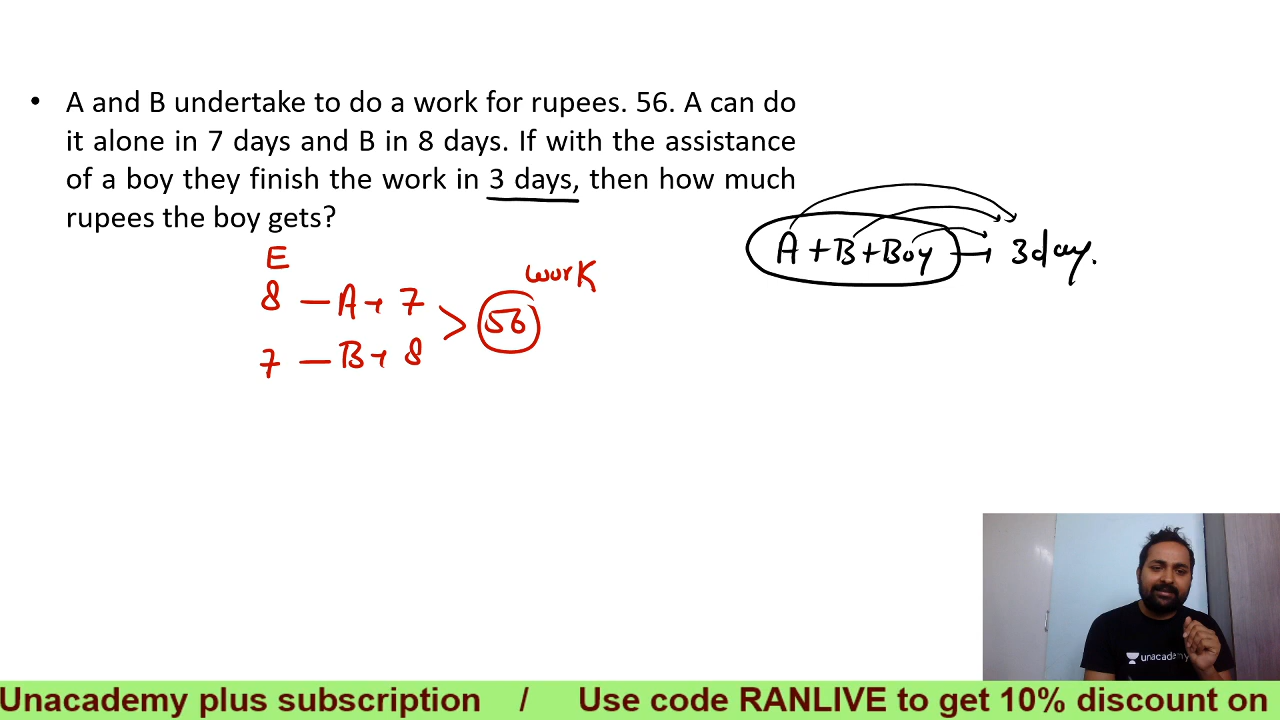 • A and B undertake to do a work for rupees. 56. A can do
it alone in 7 days and B in 8 days. If with the assistance
of a boy they finish the work in 3 days, then how much
rupees the boy gets?
A + B + Boy → 3 day.
E
work
8 — A → 7
56
7 — B → 8
unacademy
Unacademy plus subscription / Use code RANLIVE to get 10% discount on